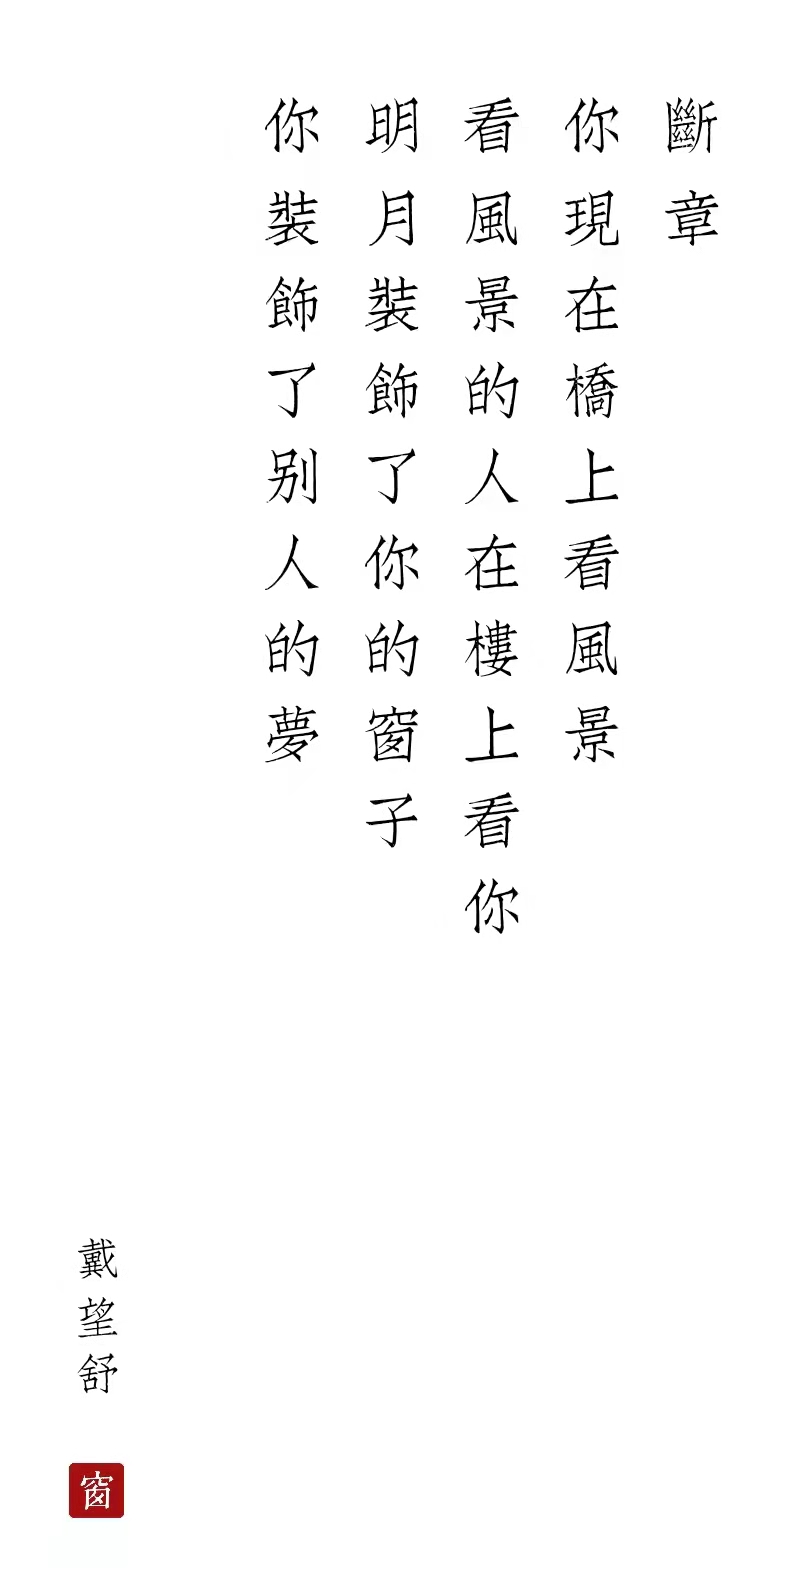 斷章
你現在橋上看風景
看風景的人在樓上看你
明月裝飾了你的窗子
你裝飾了别人的夢
戴望舒
窗